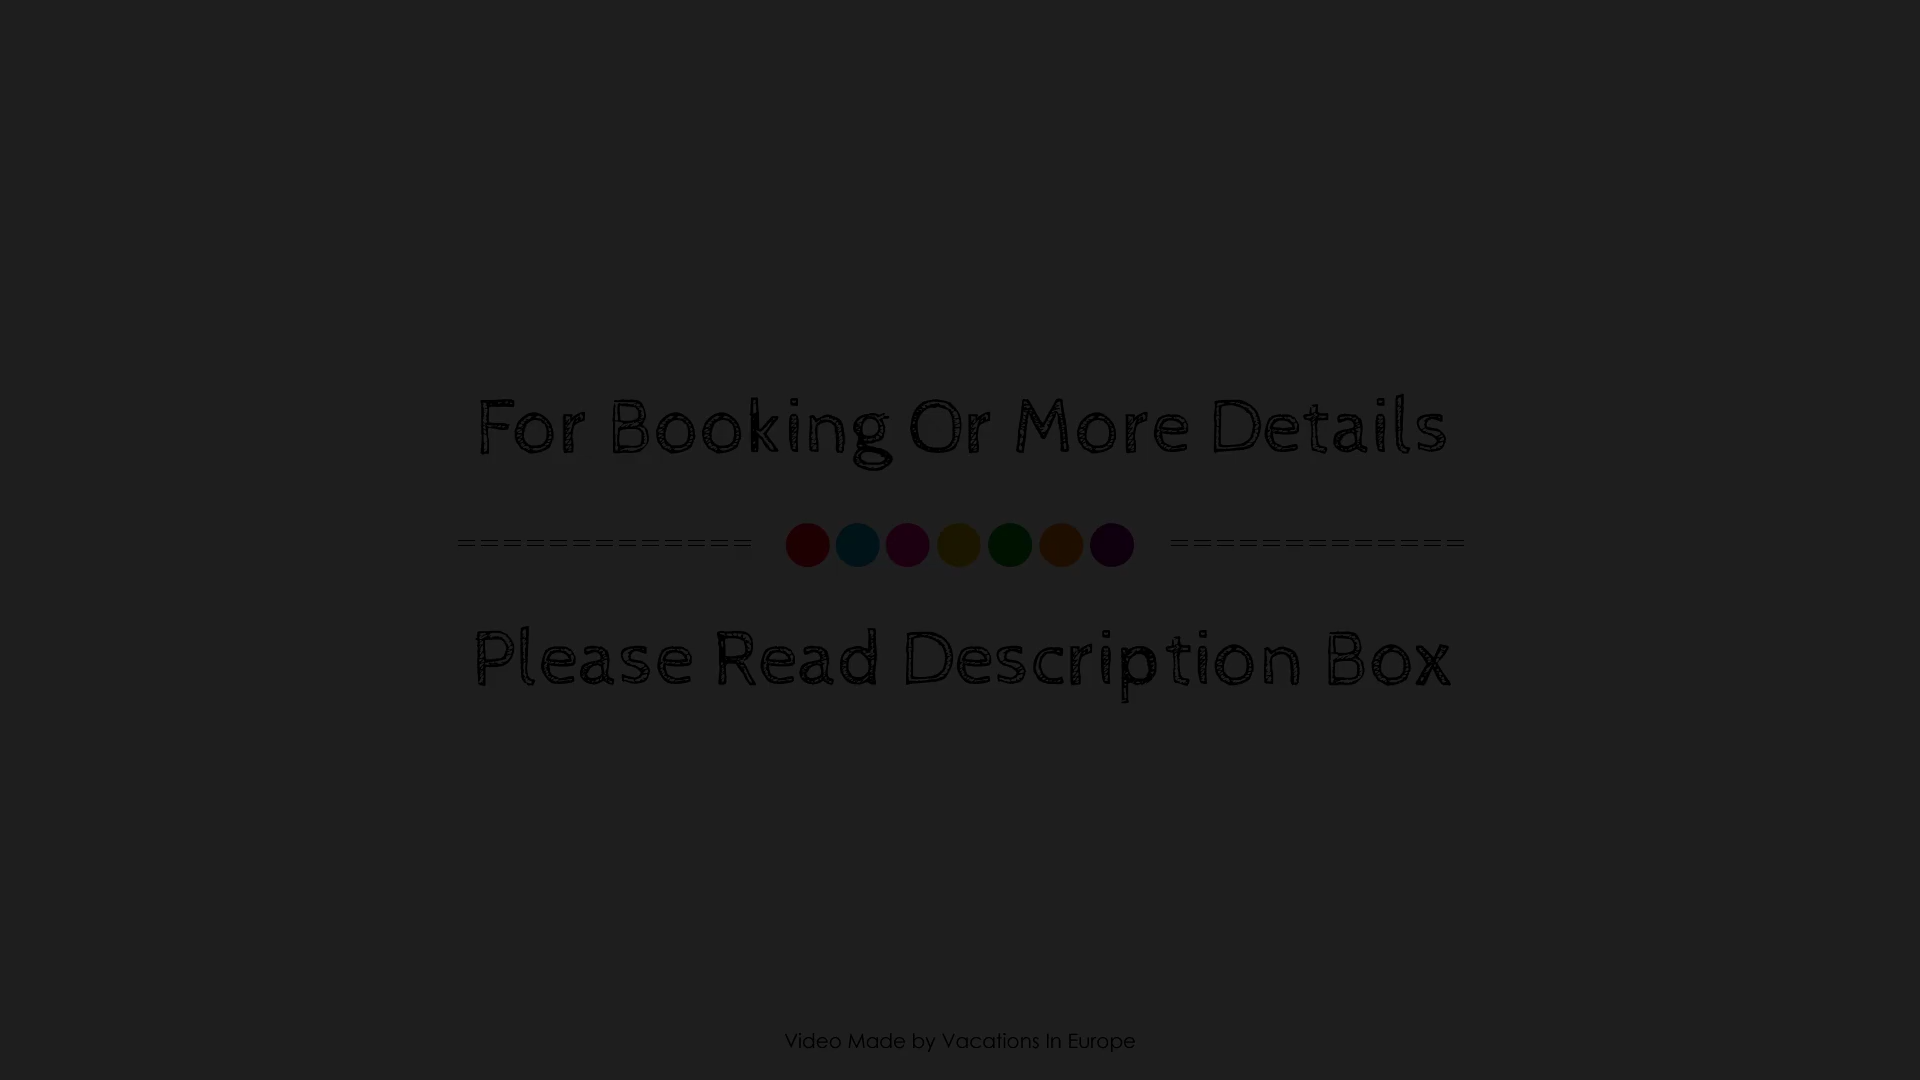 For Booking Or More Details
============= =============
Please Read Description Box
Video Made by Vacations In Europe